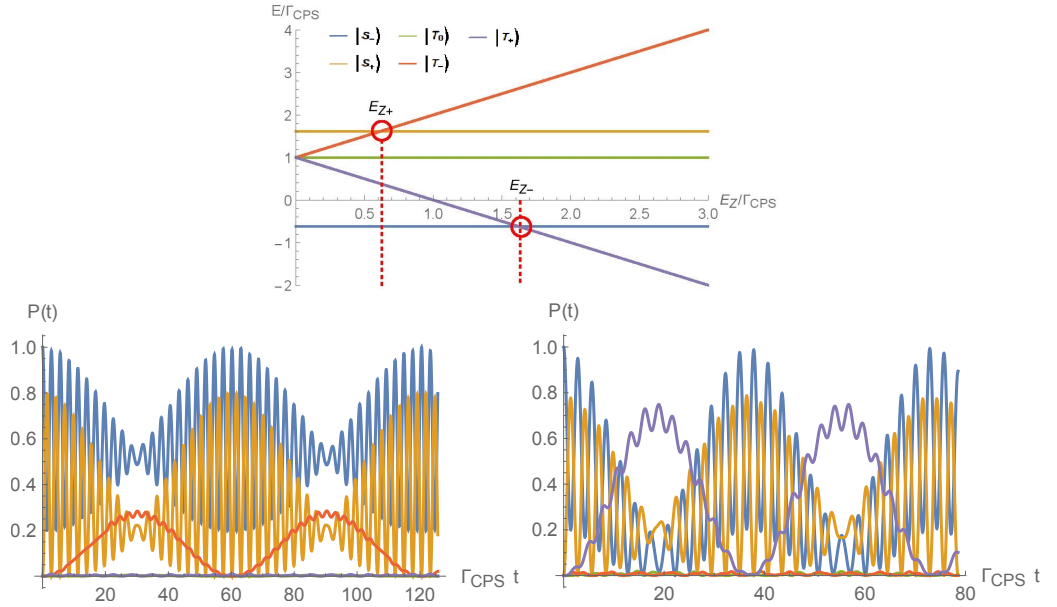 E/Γ_CPS
4
|S₋⟩ |T₀⟩ |T₊⟩
|S₊⟩ |T₋⟩
3
E_Z+
2
1
E_Z−
0
0.5 1.0 1.5 2.0 2.5 3.0 E_Z/Γ_CPS
−1
−2
P(t)
1.0
0.8
0.6
0.4
0.2
20 40 60 80 100 120 Γ_CPS t
P(t)
1.0
0.8
0.6
0.4
0.2
20 40 60 80 Γ_CPS t